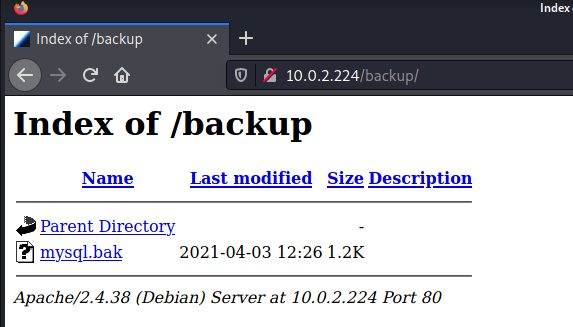 Index o
Index of /backup
10.0.2.224/backup/
Index of /backup
Name Last modified Size Description
Parent Directory -
mysql.bak 2021-04-03 12:26 1.2K
Apache/2.4.38 (Debian) Server at 10.0.2.224 Port 80